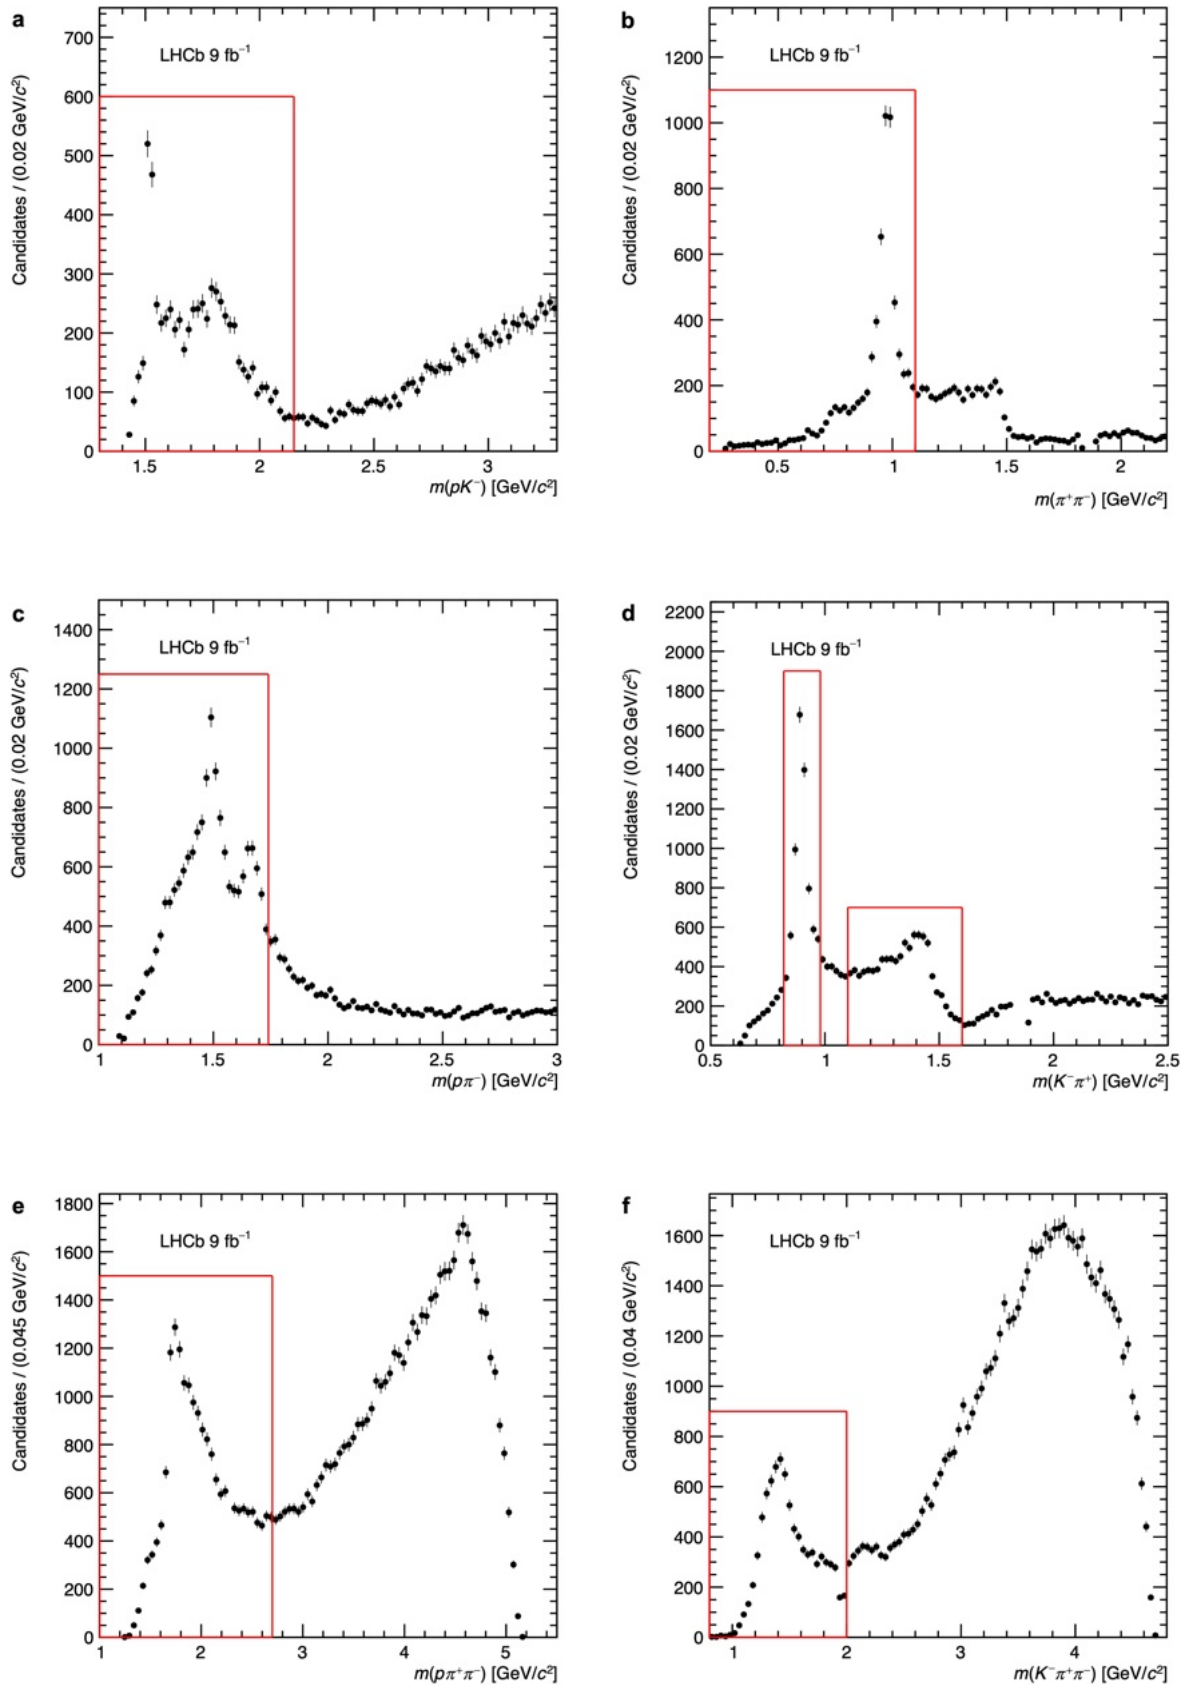 a
LHCb 9 fb⁻¹
Candidates / (0.02 GeV/c²)
700
600
500
400
300
200
100
0
1.5 2 2.5 3
m(pK⁻) [GeV/c²]
b
LHCb 9 fb⁻¹
Candidates / (0.02 GeV/c²)
1200
1000
800
600
400
200
0
0.5 1 1.5 2
m(π⁺π⁻) [GeV/c²]
c
LHCb 9 fb⁻¹
Candidates / (0.02 GeV/c²)
1400
1200
1000
800
600
400
200
0
1 1.5 2 2.5 3
m(pπ⁻) [GeV/c²]
d
LHCb 9 fb⁻¹
Candidates / (0.02 GeV/c²)
2200
2000
1800
1600
1400
1200
1000
800
600
400
200
0
0.5 1 1.5 2 2.5
m(K⁻π⁺) [GeV/c²]
e
LHCb 9 fb⁻¹
Candidates / (0.045 GeV/c²)
1800
1600
1400
1200
1000
800
600
400
200
0
1 2 3 4 5
m(pπ⁺π⁻) [GeV/c²]
f
LHCb 9 fb⁻¹
Candidates / (0.04 GeV/c²)
1600
1400
1200
1000
800
600
400
200
0
1 2 3 4
m(K⁻π⁺π⁻) [GeV/c²]